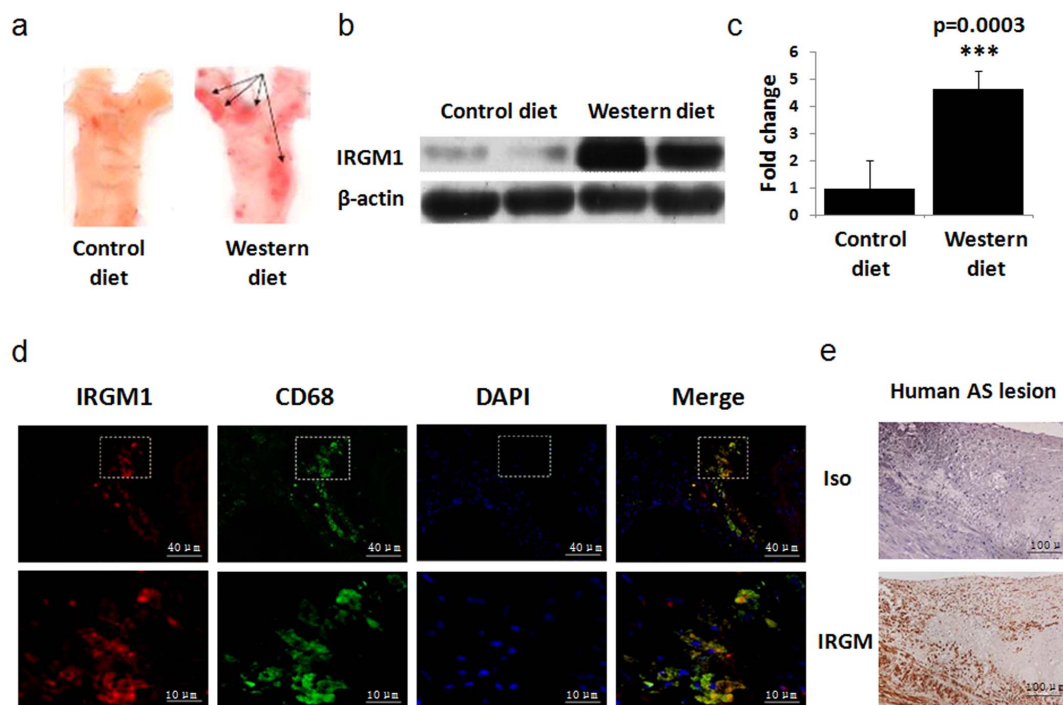 a
b
c
Control diet
Western diet
Control diet
Western diet
IRGM1
β-actin
p=0.0003
***
Fold change
6
5
4
3
2
1
0
Control diet
Western diet
d
IRGM1
CD68
DAPI
Merge
40 μm
40 μm
40 μm
40 μm
10 μm
10 μm
10 μm
10 μm
e
Human AS lesion
Iso
100 μ
IRGM
100 μ